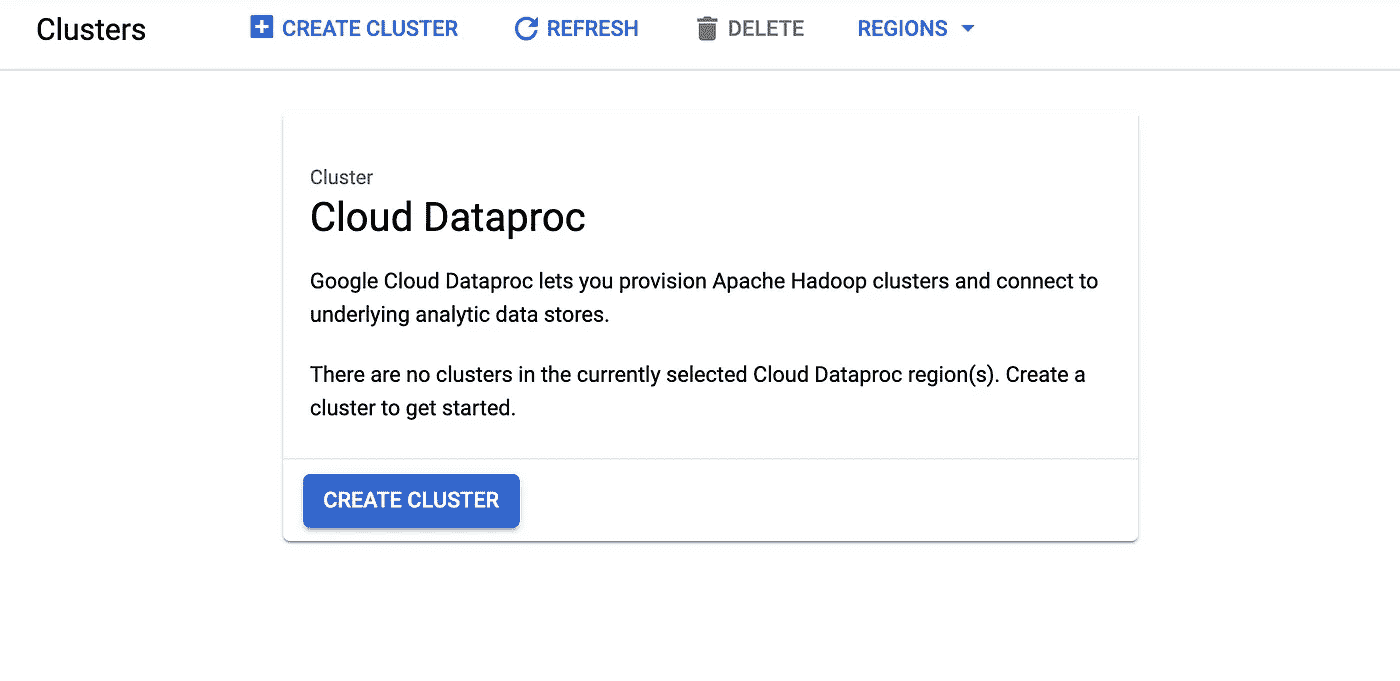 Clusters
CREATE CLUSTER
REFRESH
DELETE
REGIONS
Cluster
Cloud Dataproc
Google Cloud Dataproc lets you provision Apache Hadoop clusters and connect to
underlying analytic data stores.
There are no clusters in the currently selected Cloud Dataproc region(s). Create a
cluster to get started.
CREATE CLUSTER